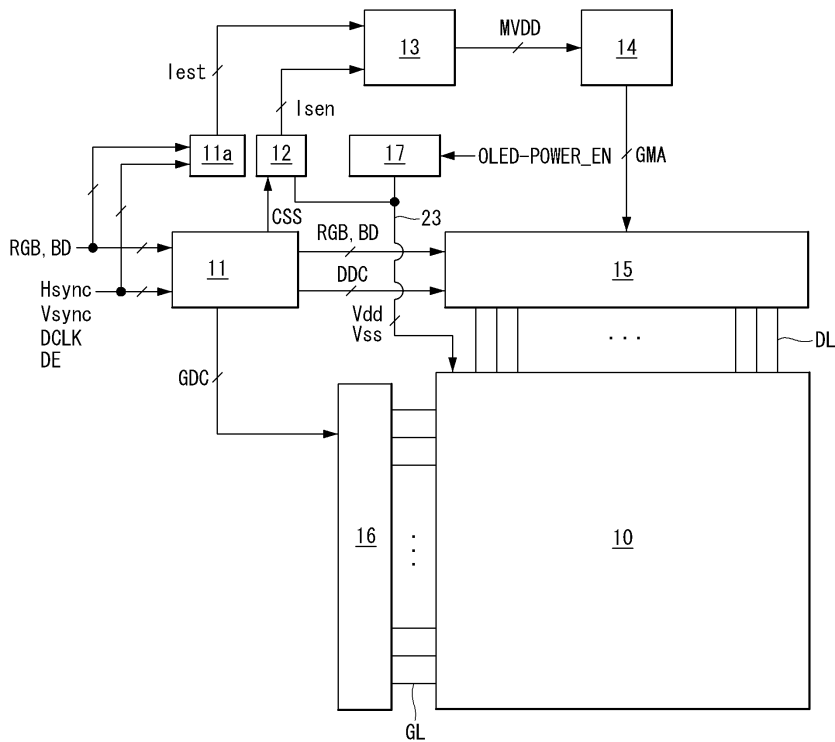 MVDD
13
14
Iest
Isen
11a
12
17
OLED-POWER_EN
GMA
CSS
23
RGB, BD
RGB, BD
11
15
DDC
Hsync
Vsync
DCLK
DE
Vdd
Vss
...
DL
GDC
16
...
10
GL